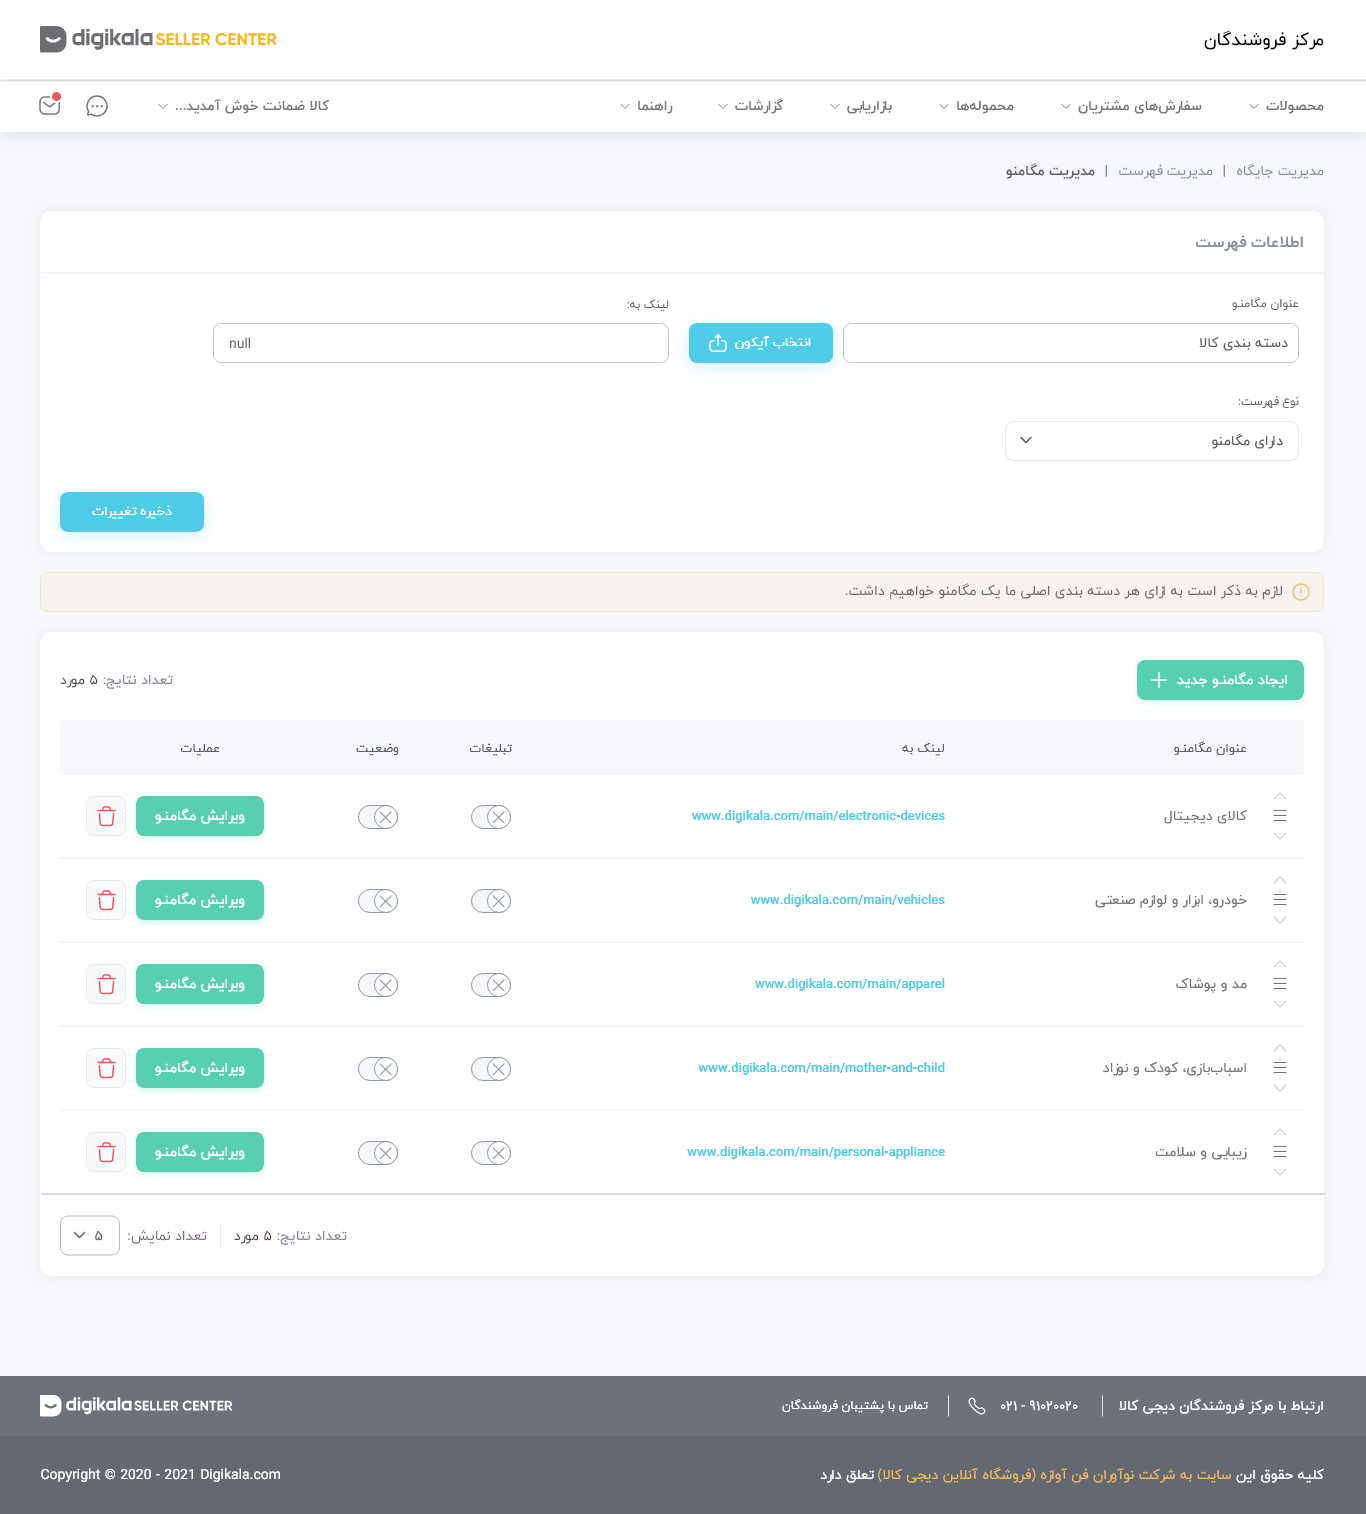 مرکز فروشندگان
digikala SELLER CENTER
محصولات سفارش‌های مشتریان محموله‌ها بازاریابی گزارشات راهنما کالا ضمانت خوش آمدید...
مدیریت جایگاه | مدیریت فهرست | مدیریت مگامنو
اطلاعات فهرست
عنوان مگامنو
دسته بندی کالا
انتخاب آیکون
لینک به:
null
نوع فهرست:
دارای مگامنو
ذخیره تغییرات
لازم به ذکر است به ازای هر دسته بندی اصلی ما یک مگامنو خواهیم داشت.
ایجاد مگامنو جدید
تعداد نتایج: ۵ مورد
عنوان مگامنو لینک به تبلیغات وضعیت عملیات
کالای دیجیتال www.digikala.com/main/electronic-devices ویرایش مگامنو
خودرو، ابزار و لوازم صنعتی www.digikala.com/main/vehicles ویرایش مگامنو
مد و پوشاک www.digikala.com/main/apparel ویرایش مگامنو
اسباب‌بازی، کودک و نوزاد www.digikala.com/main/mother-and-child ویرایش مگامنو
زیبایی و سلامت www.digikala.com/main/personal-appliance ویرایش مگامنو
تعداد نتایج: ۵ مورد تعداد نمایش: ۵
ارتباط با مرکز فروشندگان دیجی کالا ۰۲۱ - ۹۱۰۲۰۰۲۰ تماس با پشتیبان فروشندگان
digikala SELLER CENTER
کلیه حقوق این سایت به شرکت نوآوران فن آوازه (فروشگاه آنلاین دیجی کالا) تعلق دارد
Copyright © 2020 - 2021 Digikala.com